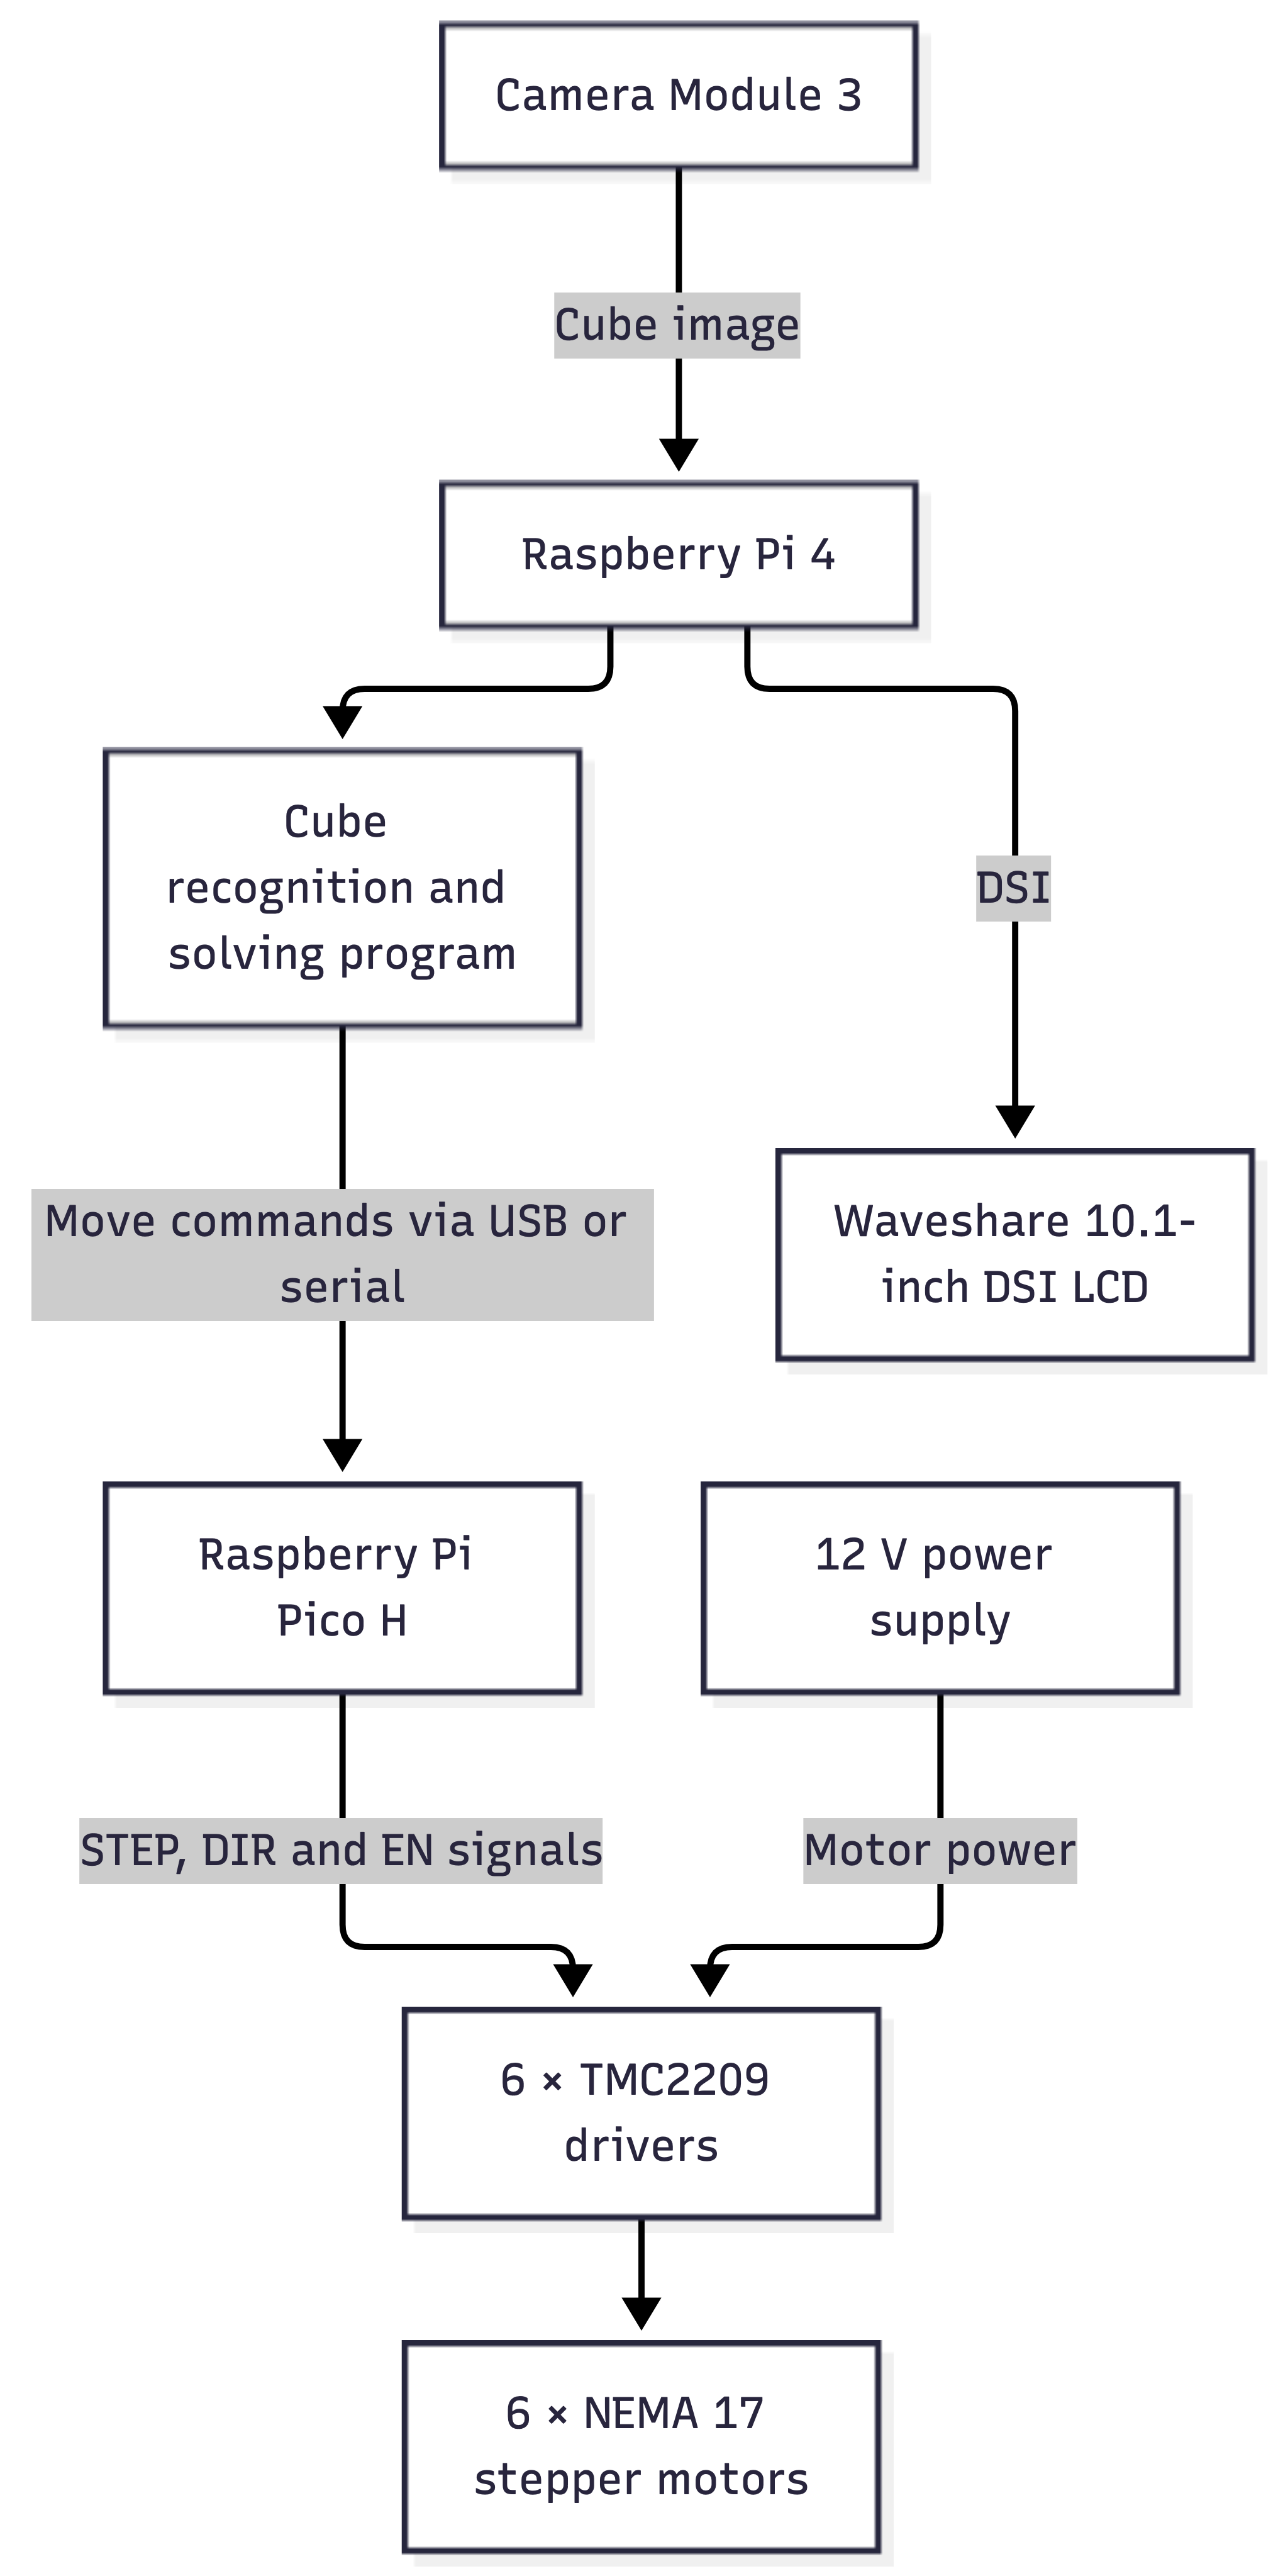 Camera Module 3
Cube image
Raspberry Pi 4
Cube
recognition and
solving program
DSI
Move commands via USB or
serial
Waveshare 10.1-
inch DSI LCD
Raspberry Pi
Pico H
12 V power
supply
STEP, DIR and EN signals
Motor power
6 × TMC2209
drivers
6 × NEMA 17
stepper motors